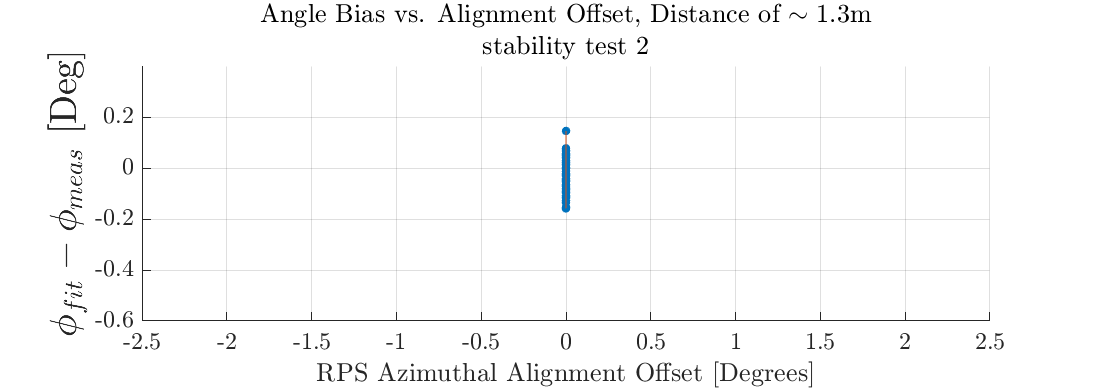 Angle Bias vs. Alignment Offset, Distance of ∼ 1.3m
stability test 2
ϕ_fit − ϕ_meas [Deg]
0.2
0
-0.2
-0.4
-0.6
-2.5 -2 -1.5 -1 -0.5 0 0.5 1 1.5 2 2.5
RPS Azimuthal Alignment Offset [Degrees]